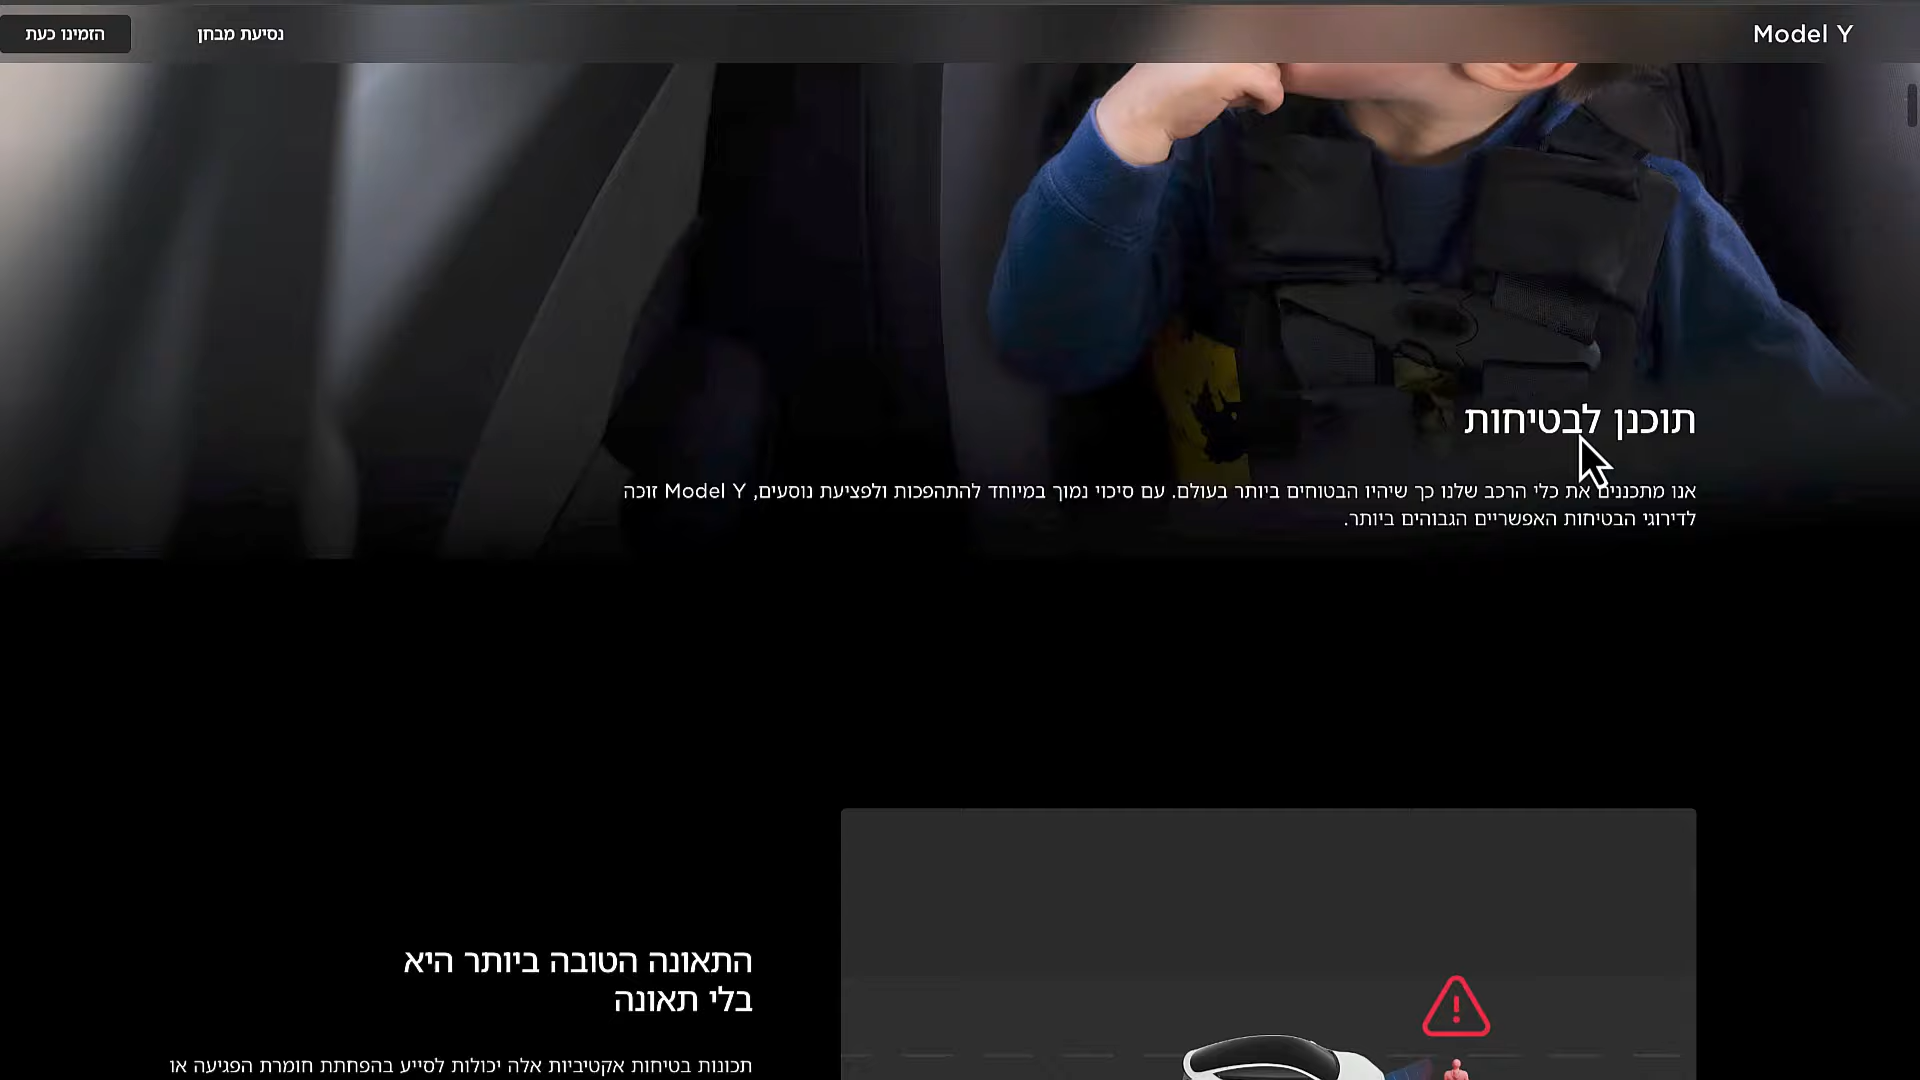 Model Y
נסיעת מבחן
הזמינו כעת
תוכנן לבטיחות
אנו מתכננים את כלי הרכב שלנו כך שיהיו הבטוחים ביותר בעולם. עם סיכוי נמוך במיוחד להתהפכות ולפציעת נוסעים, Model Y זוכה
לדירוגי הבטיחות האפשריים הגבוהים ביותר.
התאונה הטובה ביותר היא
בלי תאונה
תכונות בטיחות אקטיביות אלה יכולות לסייע בהפחתת חומרת הפגיעה או